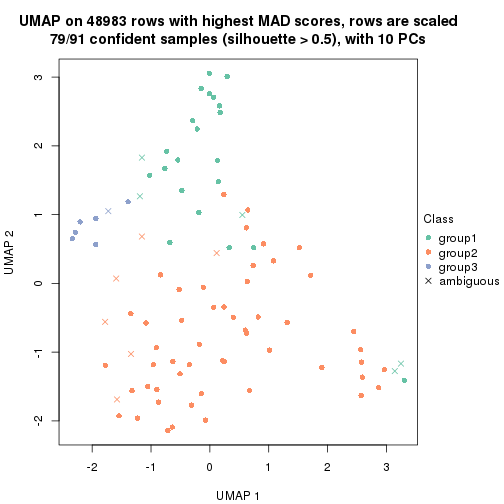 UMAP on 48983 rows with highest MAD scores, rows are scaled
79/91 confident samples (silhouette > 0.5), with 10 PCs
3
2
1
0
-1
-2
UMAP 2
-2 -1 0 1 2 3
UMAP 1
Class
group1
group2
group3
ambiguous